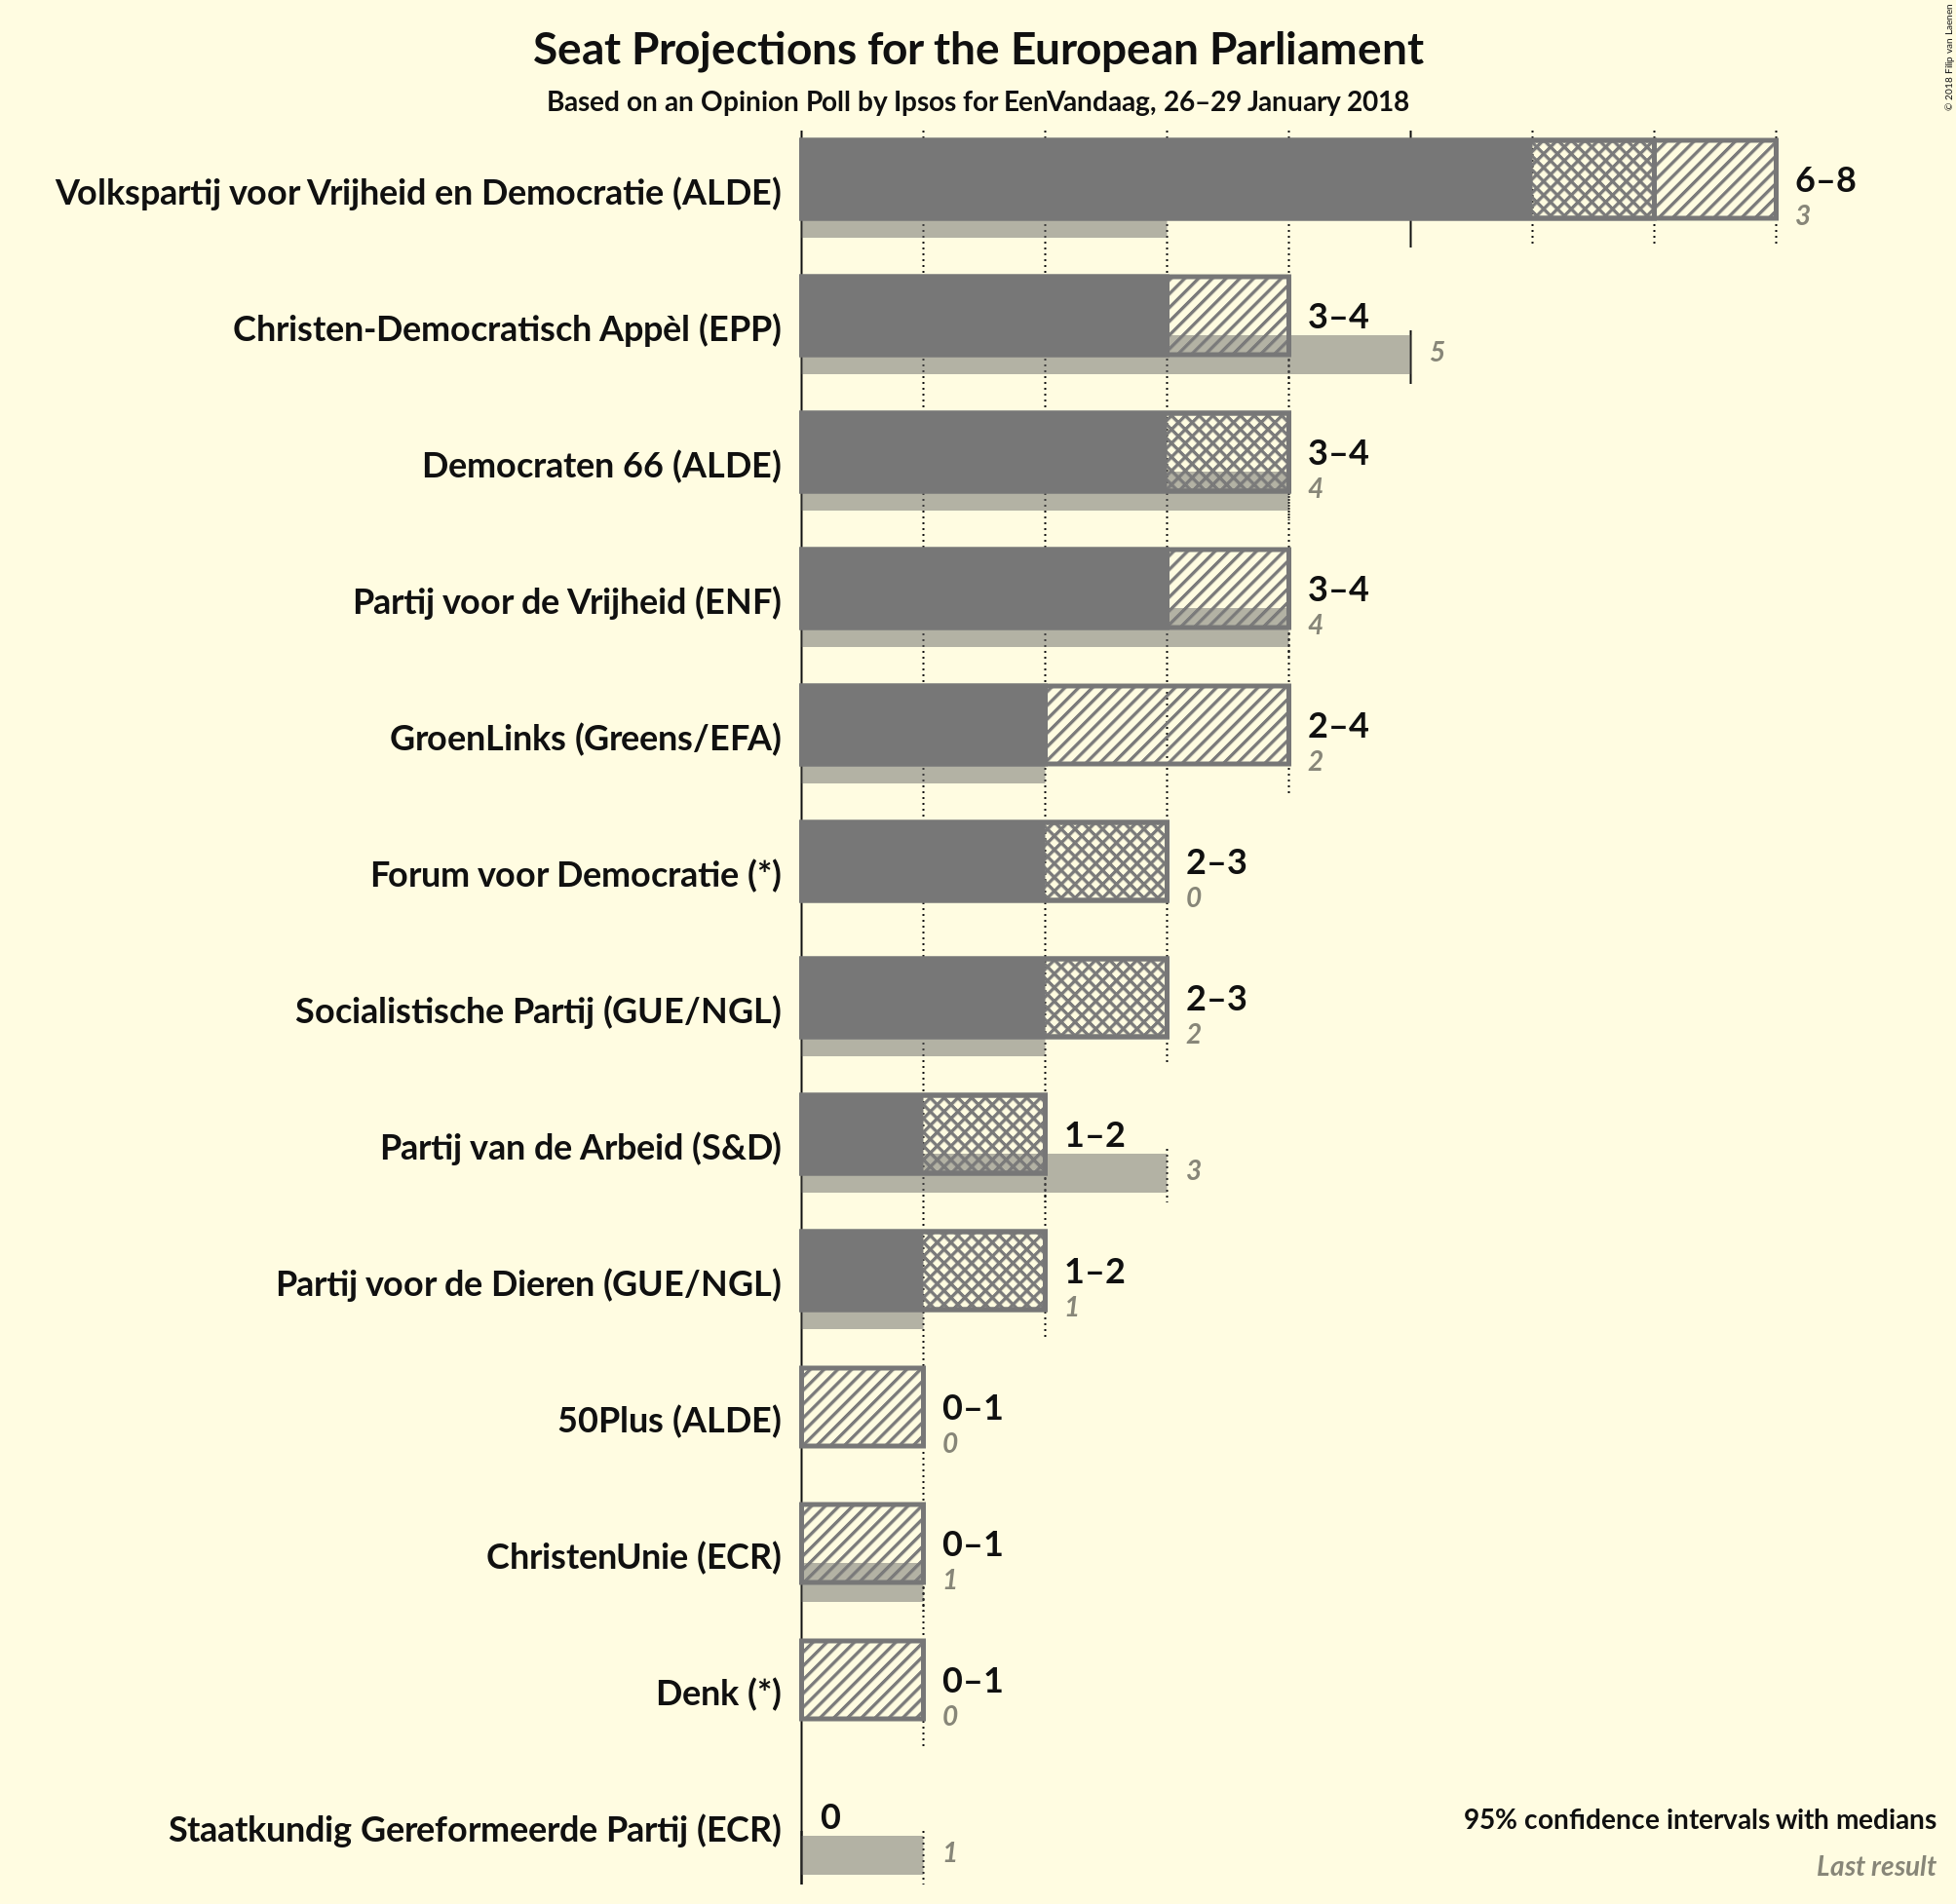 Seat Projections for the European Parliament
Based on an Opinion Poll by Ipsos for EenVandaag, 26–29 January 2018
© 2018 Filip van Laenen
Volkspartij voor Vrijheid en Democratie (ALDE)
6–8
3
Christen-Democratisch Appèl (EPP)
3–4
5
Democraten 66 (ALDE)
3–4
4
Partij voor de Vrijheid (ENF)
3–4
4
GroenLinks (Greens/EFA)
2–4
2
Forum voor Democratie (*)
2–3
0
Socialistische Partij (GUE/NGL)
2–3
2
Partij van de Arbeid (S&D)
1–2
3
Partij voor de Dieren (GUE/NGL)
1–2
1
50Plus (ALDE)
0–1
0
ChristenUnie (ECR)
0–1
1
Denk (*)
0–1
0
Staatkundig Gereformeerde Partij (ECR)
0
1
95% confidence intervals with medians
Last result